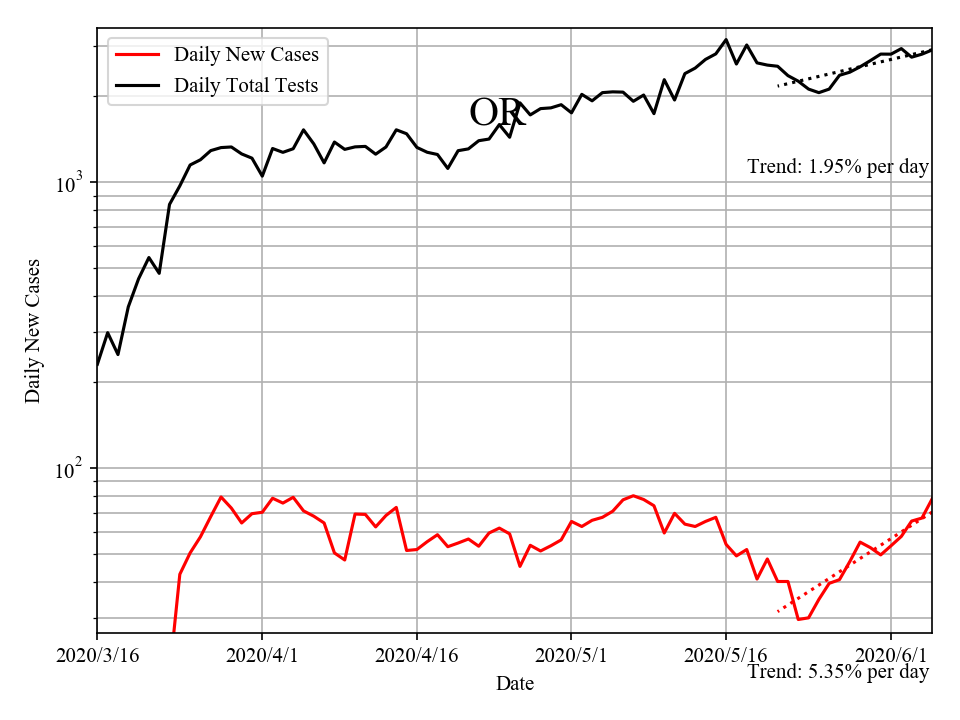 Daily New Cases
Daily Total Tests
OR
Trend: 1.95% per day
10³
10²
Daily New Cases
2020/3/16 2020/4/1 2020/4/16 2020/5/1 2020/5/16 2020/6/1
Trend: 5.35% per day
Date